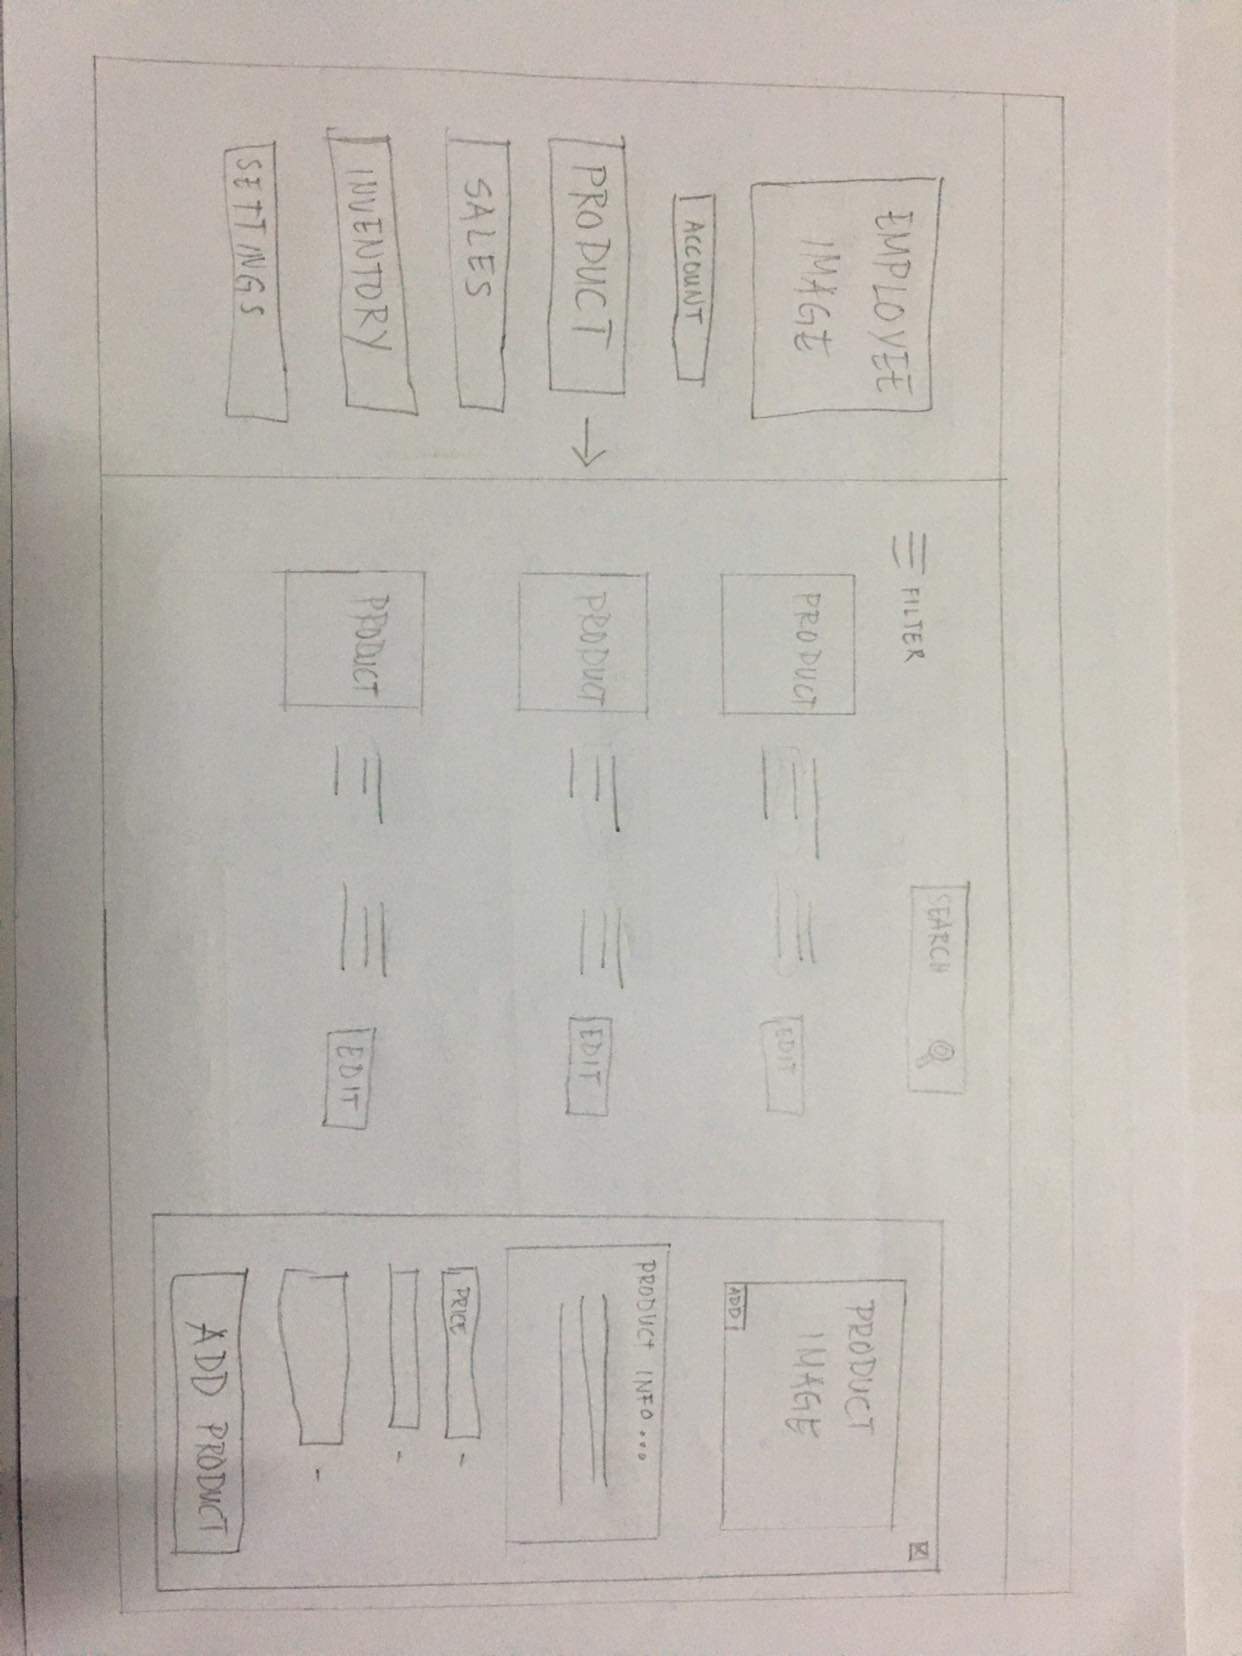 EMPLOYEE
IMAGE
ACCOUNT
PRODUCT
SALES
INVENTORY
SETTINGS
FILTER
SEARCH
PRODUCT
EDIT
PRODUCT
EDIT
PRODUCT
EDIT
PRODUCT
IMAGE
ADD
PRODUCT INFO...
PRICE
ADD PRODUCT